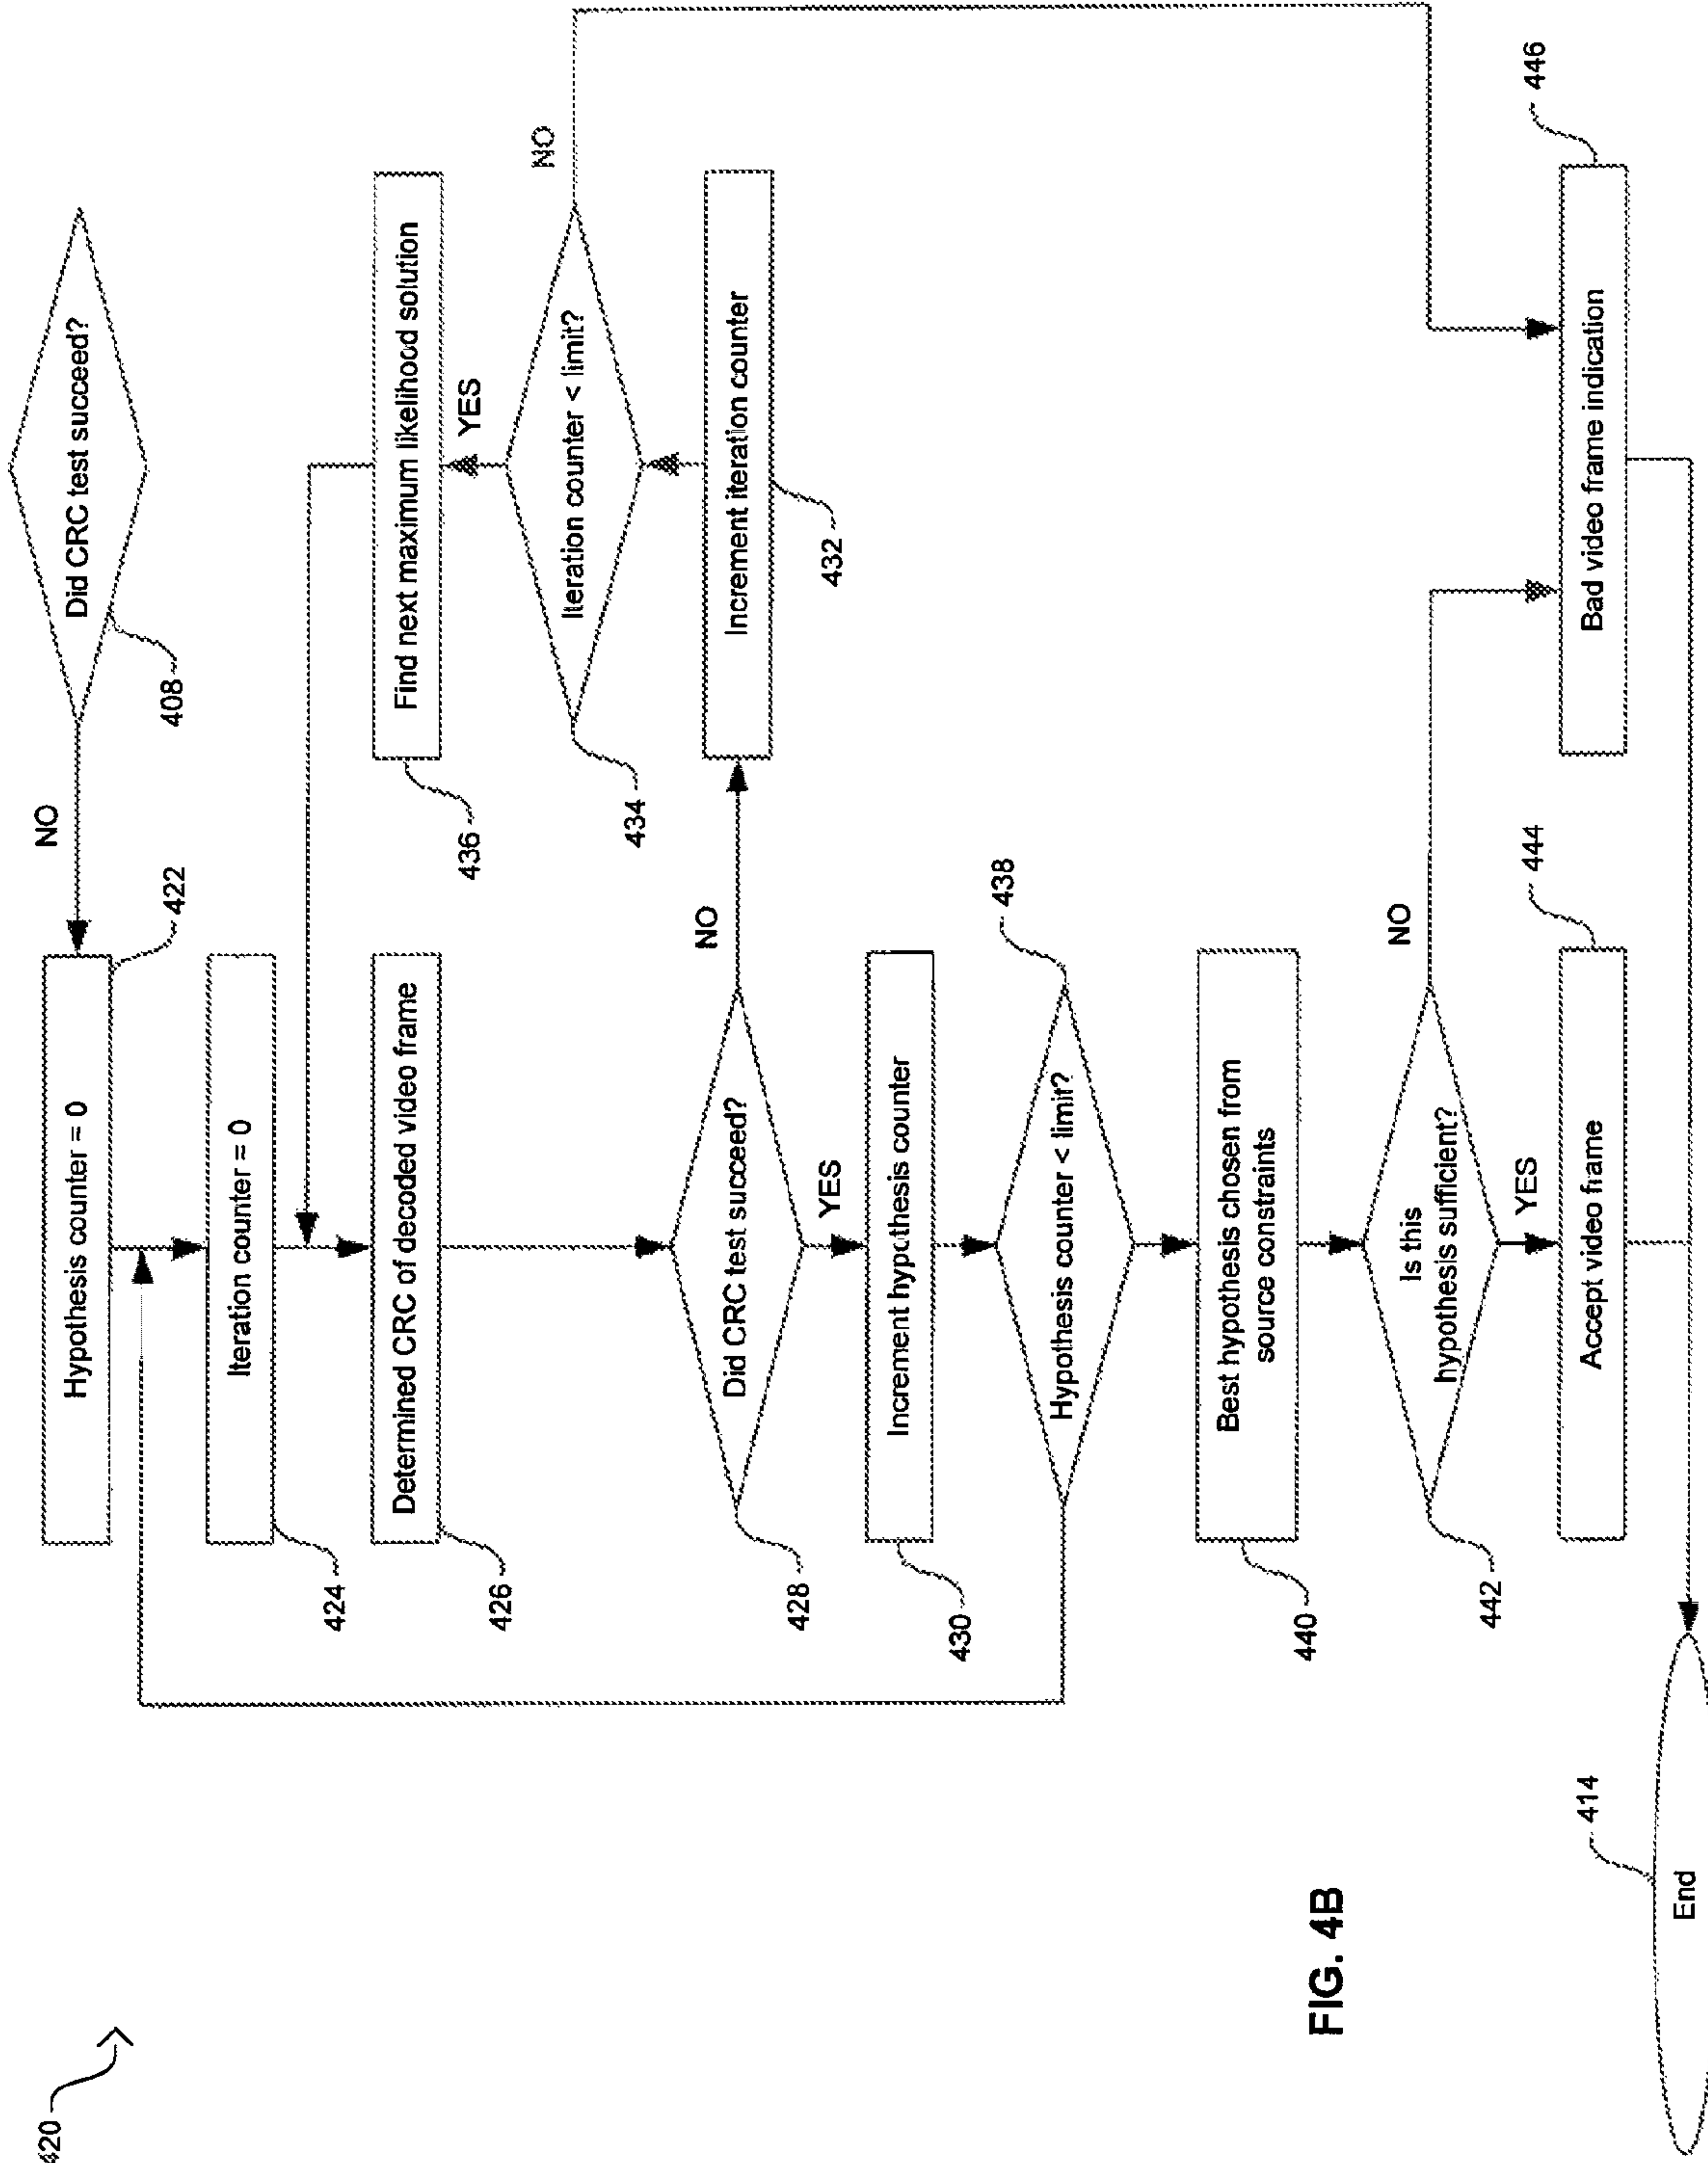 420
Did CRC test succeed?
408
NO
Hypothesis counter = 0
422
Iteration counter = 0
424
Determined CRC of decoded video frame
426
Find next maximum likelihood solution
436
YES
Iteration counter < limit?
434
NO
Increment iteration counter
432
NO
Did CRC test succeed?
428
YES
Increment hypothesis counter
430
Hypothesis counter < limit?
438
Best hypothesis chosen from
source constraints
440
Is this
hypothesis sufficient?
442
NO
YES
Accept video frame
444
Bad video frame indication
446
End
414
FIG. 4B